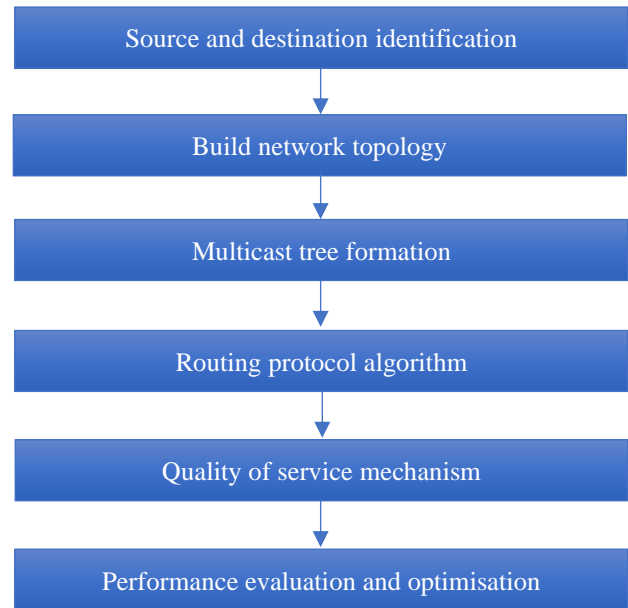 Source and destination identification
Build network topology
Multicast tree formation
Routing protocol algorithm
Quality of service mechanism
Performance evaluation and optimisation